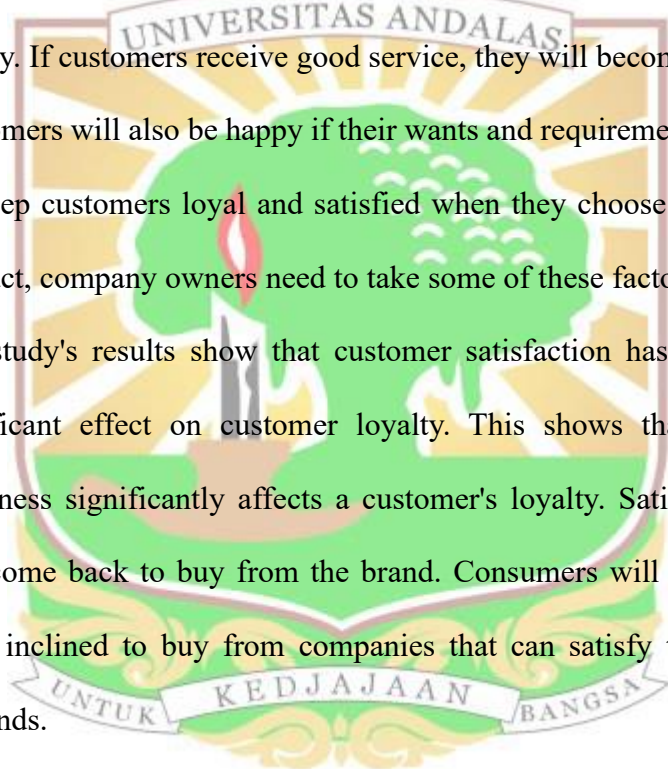 UNIVERSITAS ANDALAS
y. If customers receive good service, they will becom
mers will also be happy if their wants and requireme
ep customers loyal and satisfied when they choose
ct, company owners need to take some of these facto
study's results show that customer satisfaction has
ficant effect on customer loyalty. This shows tha
ness significantly affects a customer's loyalty. Sati
ome back to buy from the brand. Consumers will
inclined to buy from companies that can satisfy
nds.
UNTUK KEDJAJAAN BANGSA